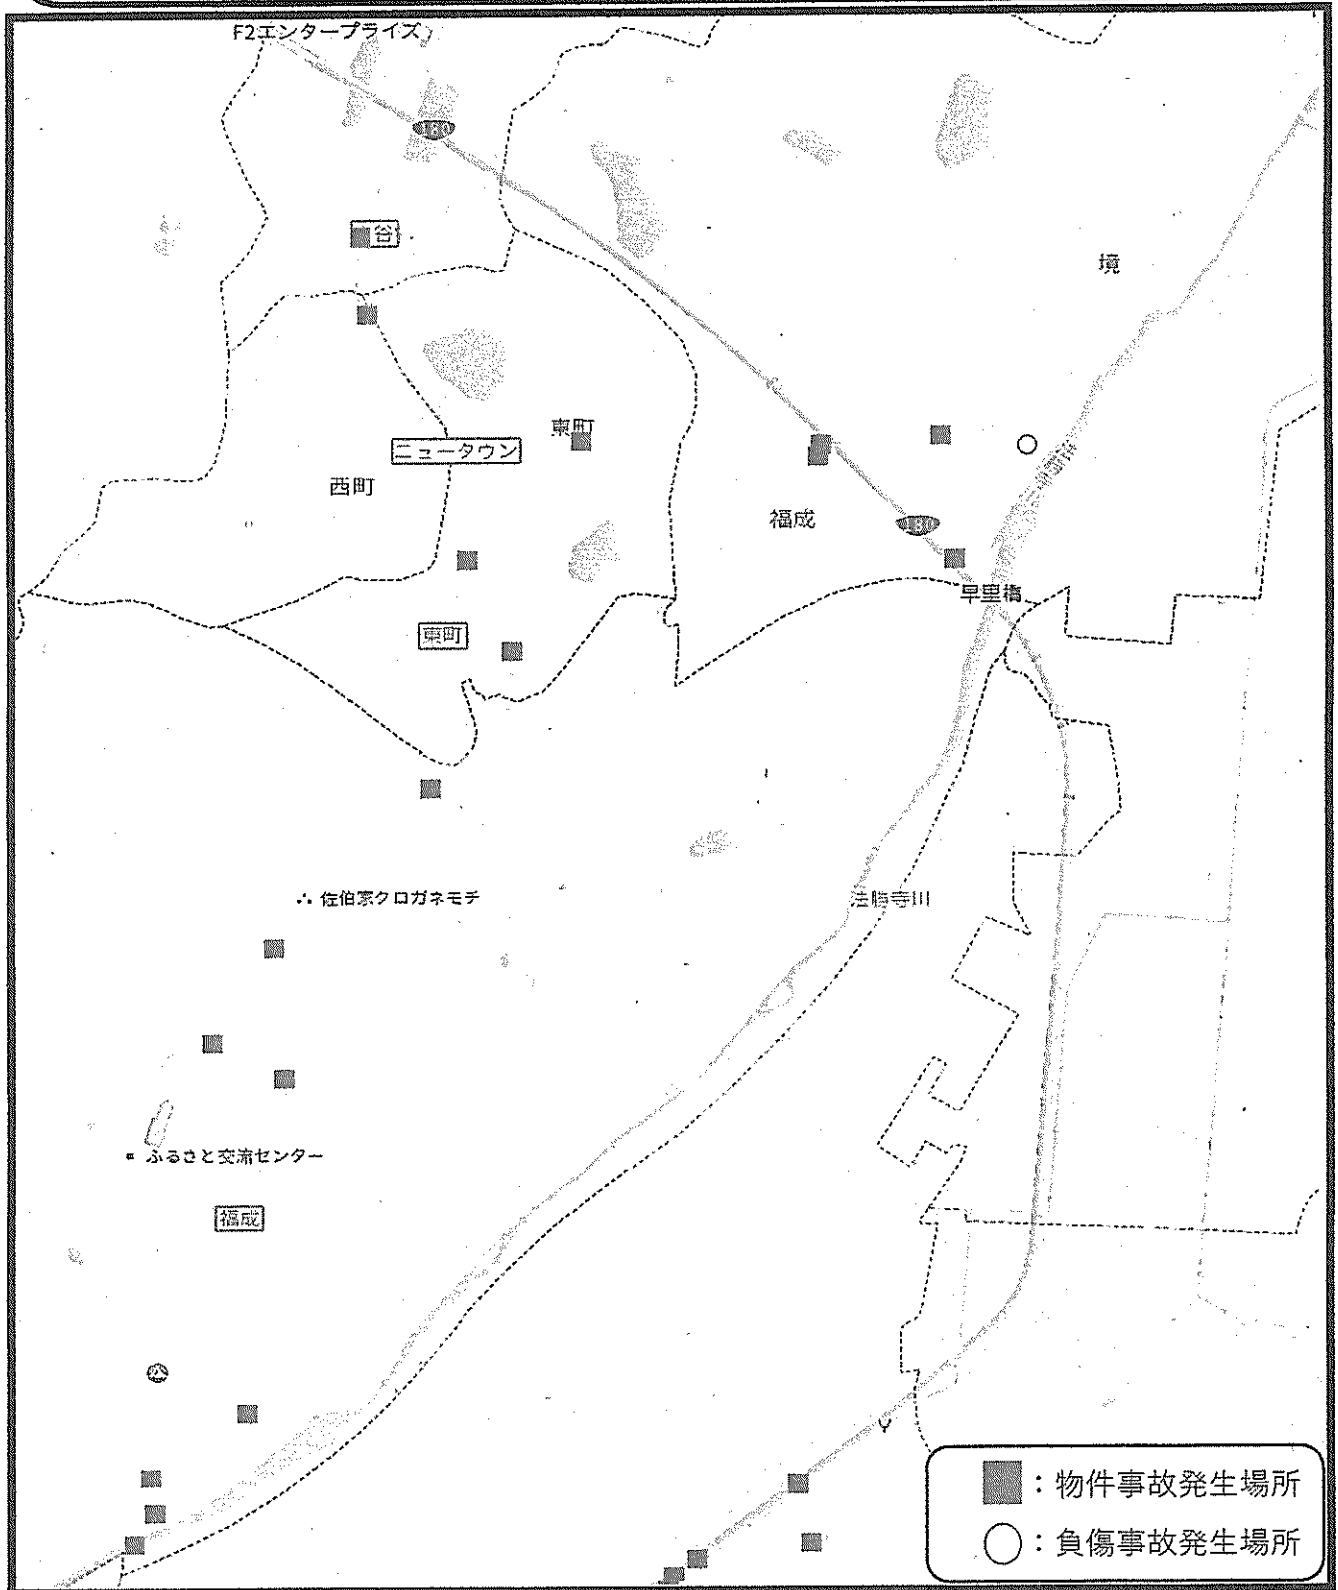 F2エンタープライズ
180
谷
境
東町
ニュータウン
西町
福成
180
早里橋
東町
佐伯家クロガネモチ
法勝寺川
ふるさと交流センター
福成
：物件事故発生場所
：負傷事故発生場所